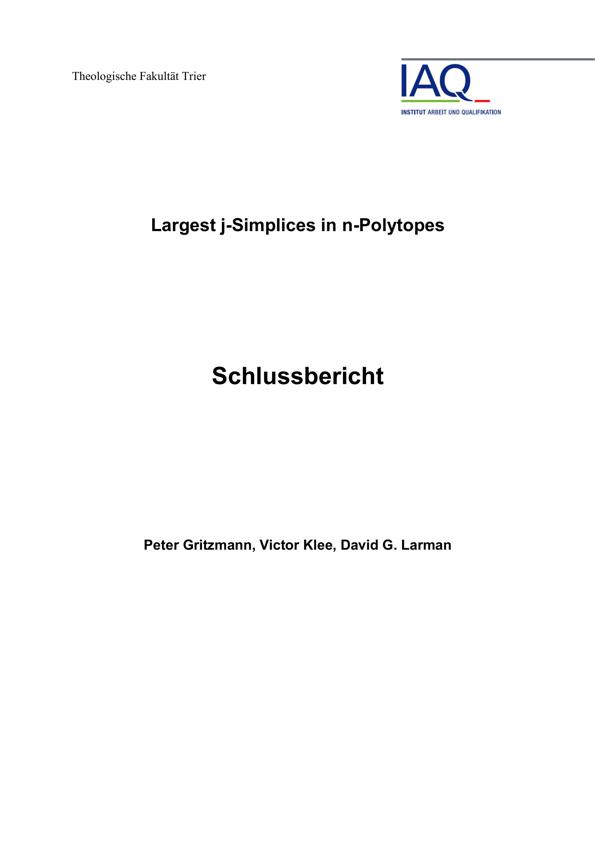 Theologische Fakultät Trier
IAQ
INSTITUT ARBEIT UND QUALIFIKATION
Largest j-Simplices in n-Polytopes
Schlussbericht
Peter Gritzmann, Victor Klee, David G. Larman